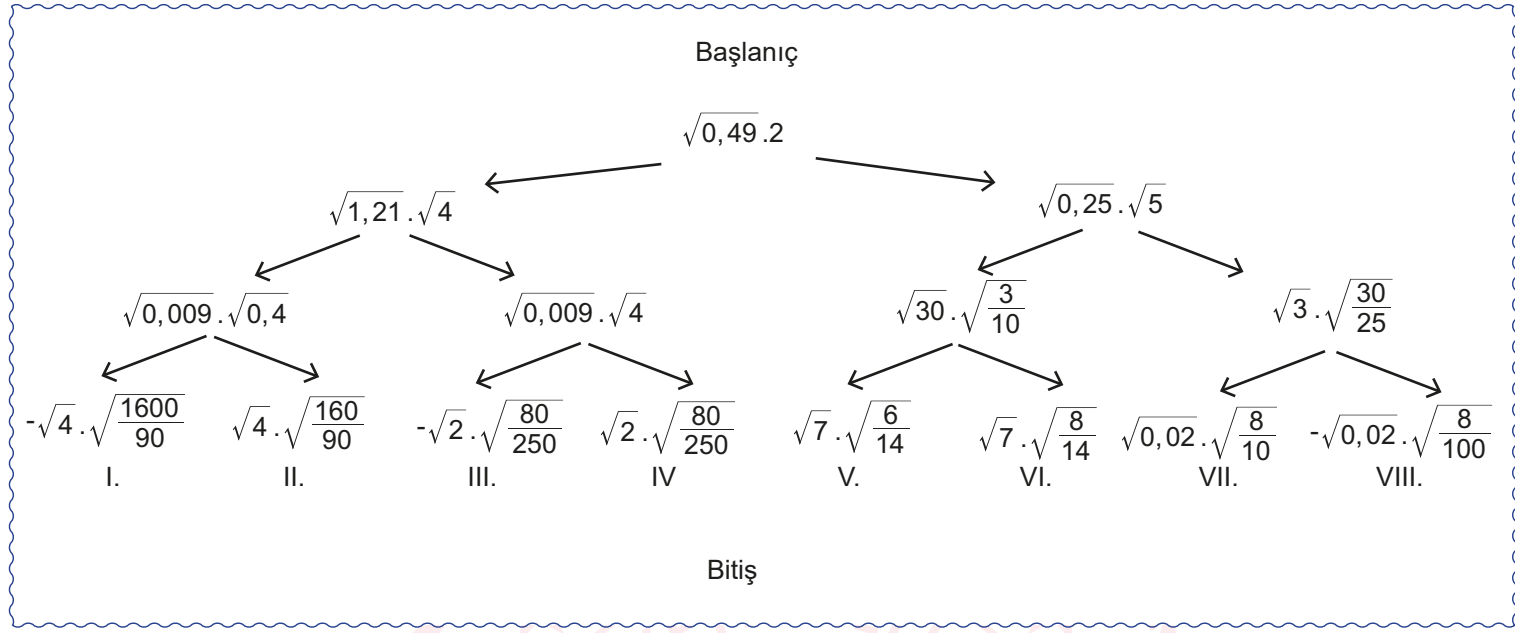 Başlanıç
√0,49 .2
√1,21 . √4
√0,25 . √5
√0,009 . √0,4
√0,009 . √4
√30 . √3/10
√3 . √30/25
-√4 . √1600/90
√4 . √160/90
-√2 . √80/250
√2 . √80/250
√7 . √6/14
√7 . √8/14
√0,02 . √8/10
-√0,02 . √8/100
I.
II.
III.
IV
V.
VI.
VII.
VIII.
Bitiş